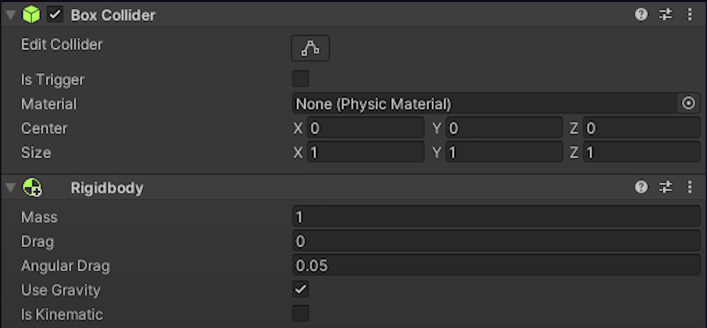 Box Collider
Edit Collider
Is Trigger
Material None (Physic Material)
Center X 0 Y 0 Z 0
Size X 1 Y 1 Z 1
Rigidbody
Mass 1
Drag 0
Angular Drag 0.05
Use Gravity
Is Kinematic